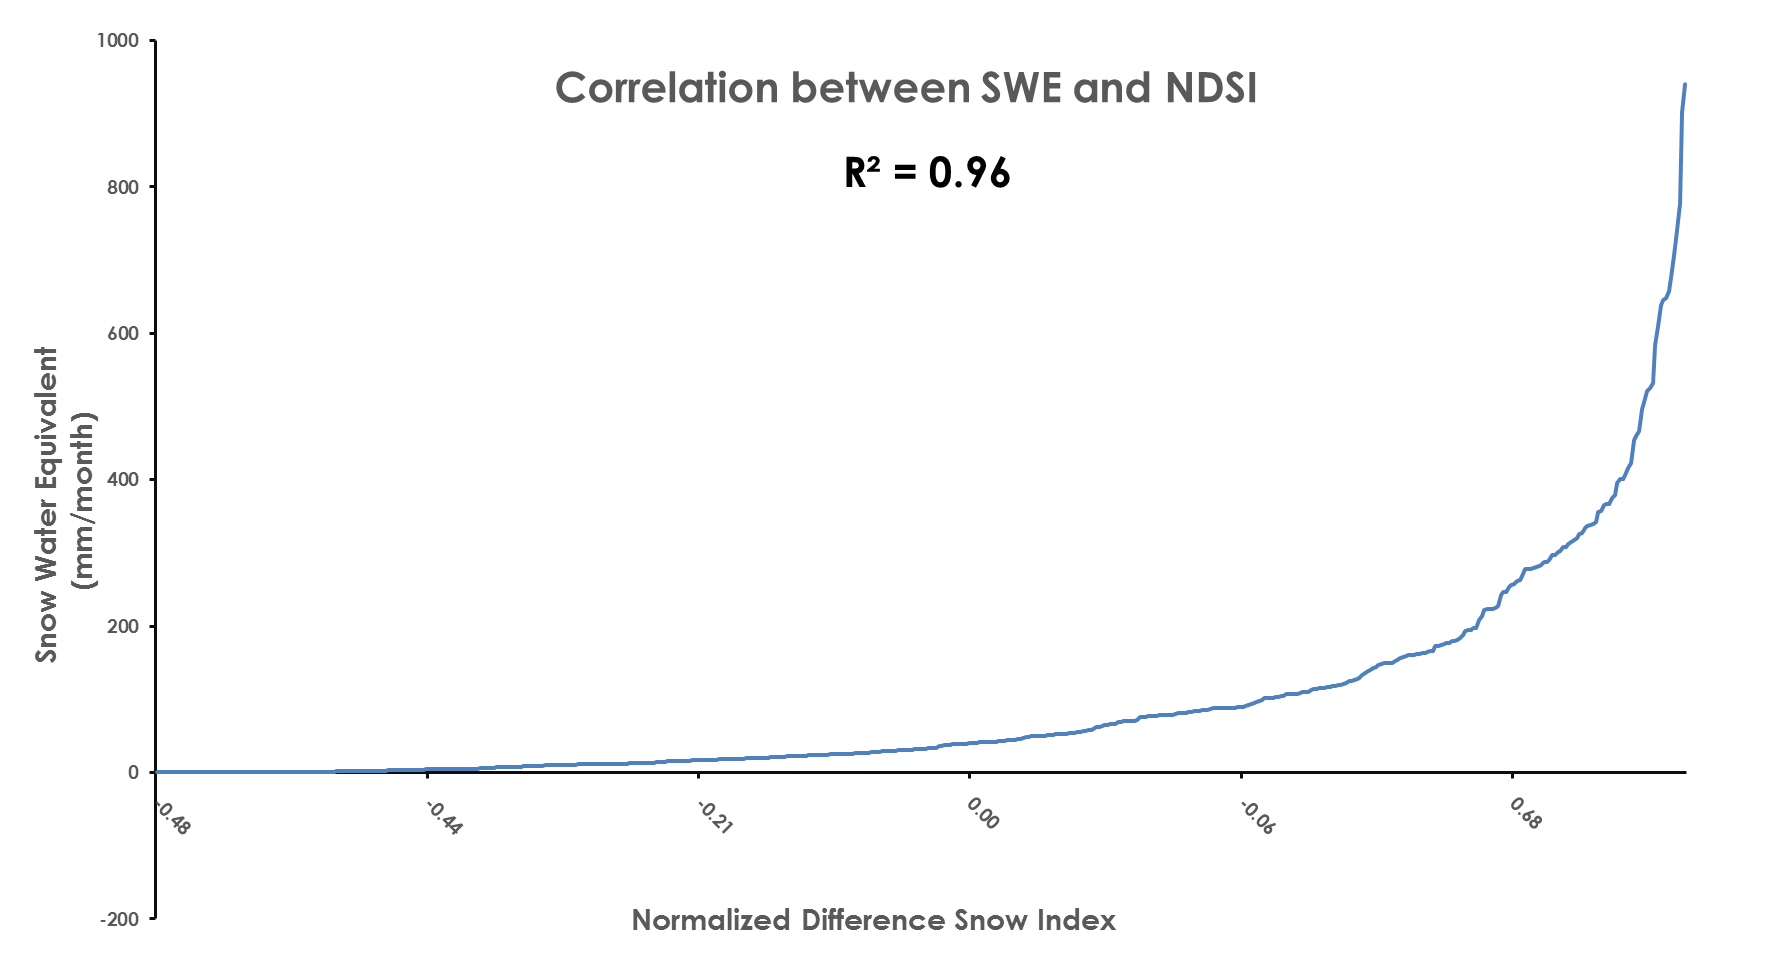 Correlation between SWE and NDSI
R² = 0.96
Snow Water Equivalent
(mm/month)
1000
800
600
400
200
0
-200
-0.48
-0.44
-0.21
0.00
-0.06
0.68
Normalized Difference Snow Index